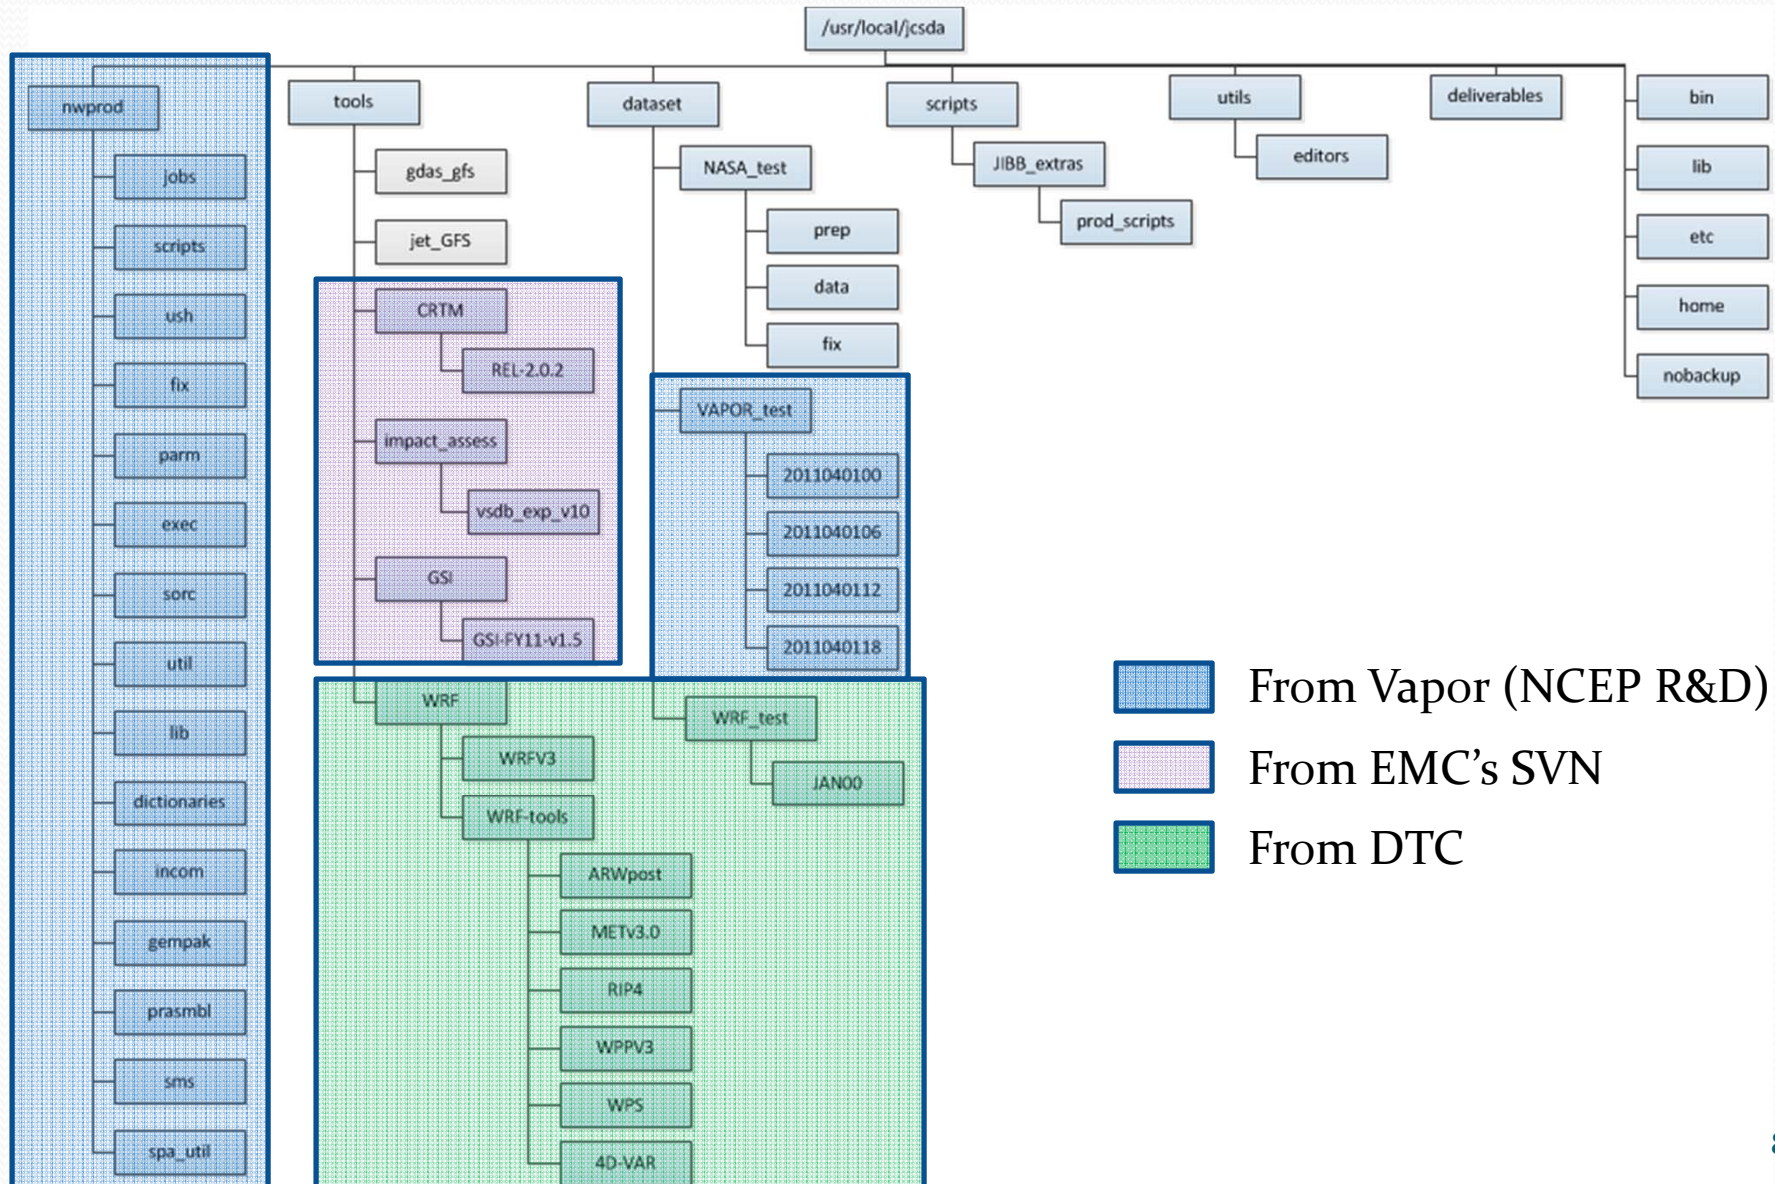 /usr/local/jcsda
nwprod
jobs
scripts
ush
fix
parm
exec
sorc
util
lib
dictionaries
incom
gempak
prasmbl
sms
spa_util
tools
gdas_gfs
jet_GFS
CRTM
REL-2.0.2
impact_assess
vsdb_exp_v10
GSI
GSI-FY11-v1.5
WRF
WRFV3
WRF-tools
ARWpost
METv3.0
RIP4
WPPV3
WPS
4D-VAR
dataset
NASA_test
prep
data
fix
VAPOR_test
2011040100
2011040106
2011040112
2011040118
WRF_test
JAN00
scripts
JIBB_extras
prod_scripts
utils
editors
deliverables
bin
lib
etc
home
nobackup
From Vapor (NCEP R&D)
From EMC’s SVN
From DTC